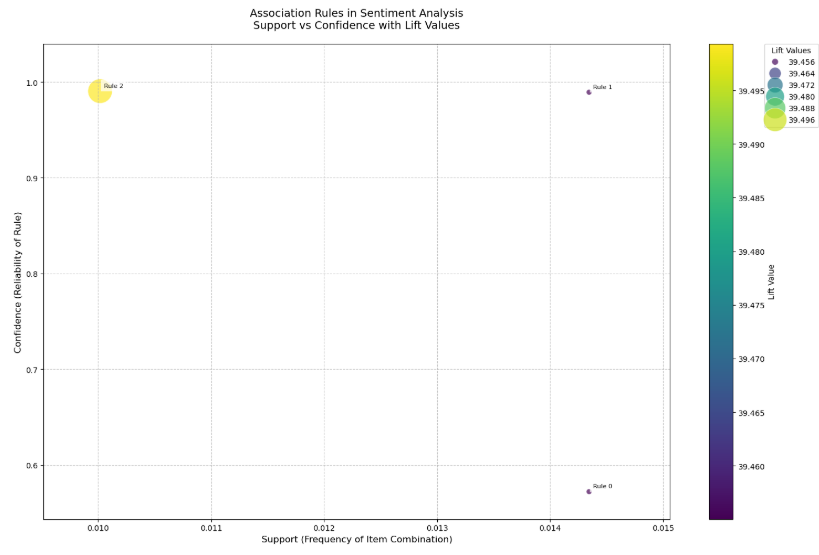 Association Rules in Sentiment Analysis
Support vs Confidence with Lift Values
Rule 2
Rule 1
Rule 0
1.0
0.9
0.8
0.7
0.6
Confidence (Reliability of Rule)
0.010
0.011
0.012
0.013
0.014
0.015
Support (Frequency of Item Combination)
39.495
39.490
39.485
39.480
39.475
39.470
39.465
39.460
Lift Value
Lift Values
39.456
39.464
39.472
39.480
39.488
39.496